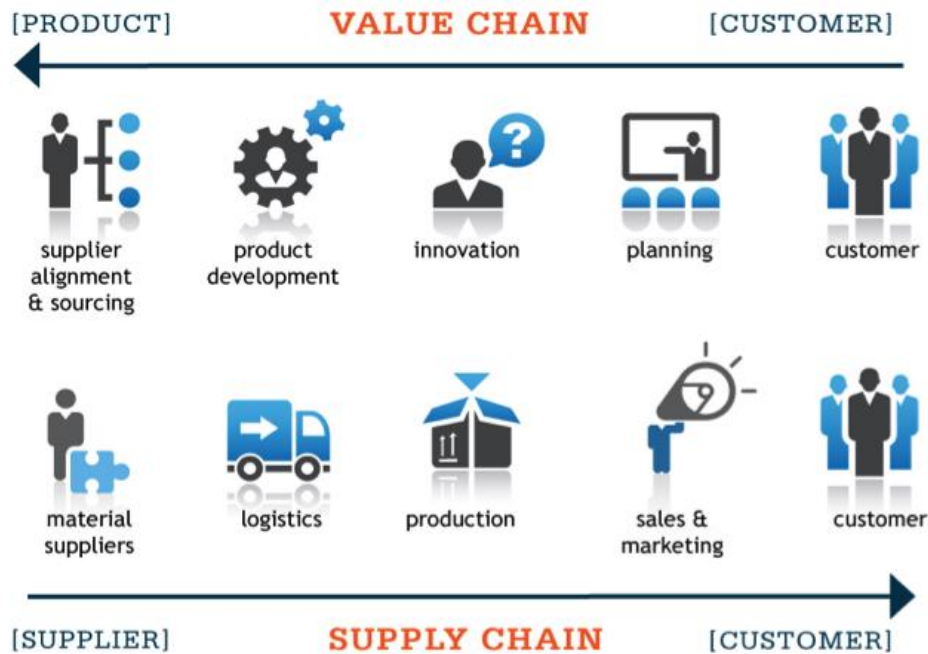 [PRODUCT] VALUE CHAIN [CUSTOMER]
supplier
alignment
& sourcing
product
development
?
innovation
planning
customer
material
suppliers
logistics
production
sales &
marketing
customer
[SUPPLIER] SUPPLY CHAIN [CUSTOMER]